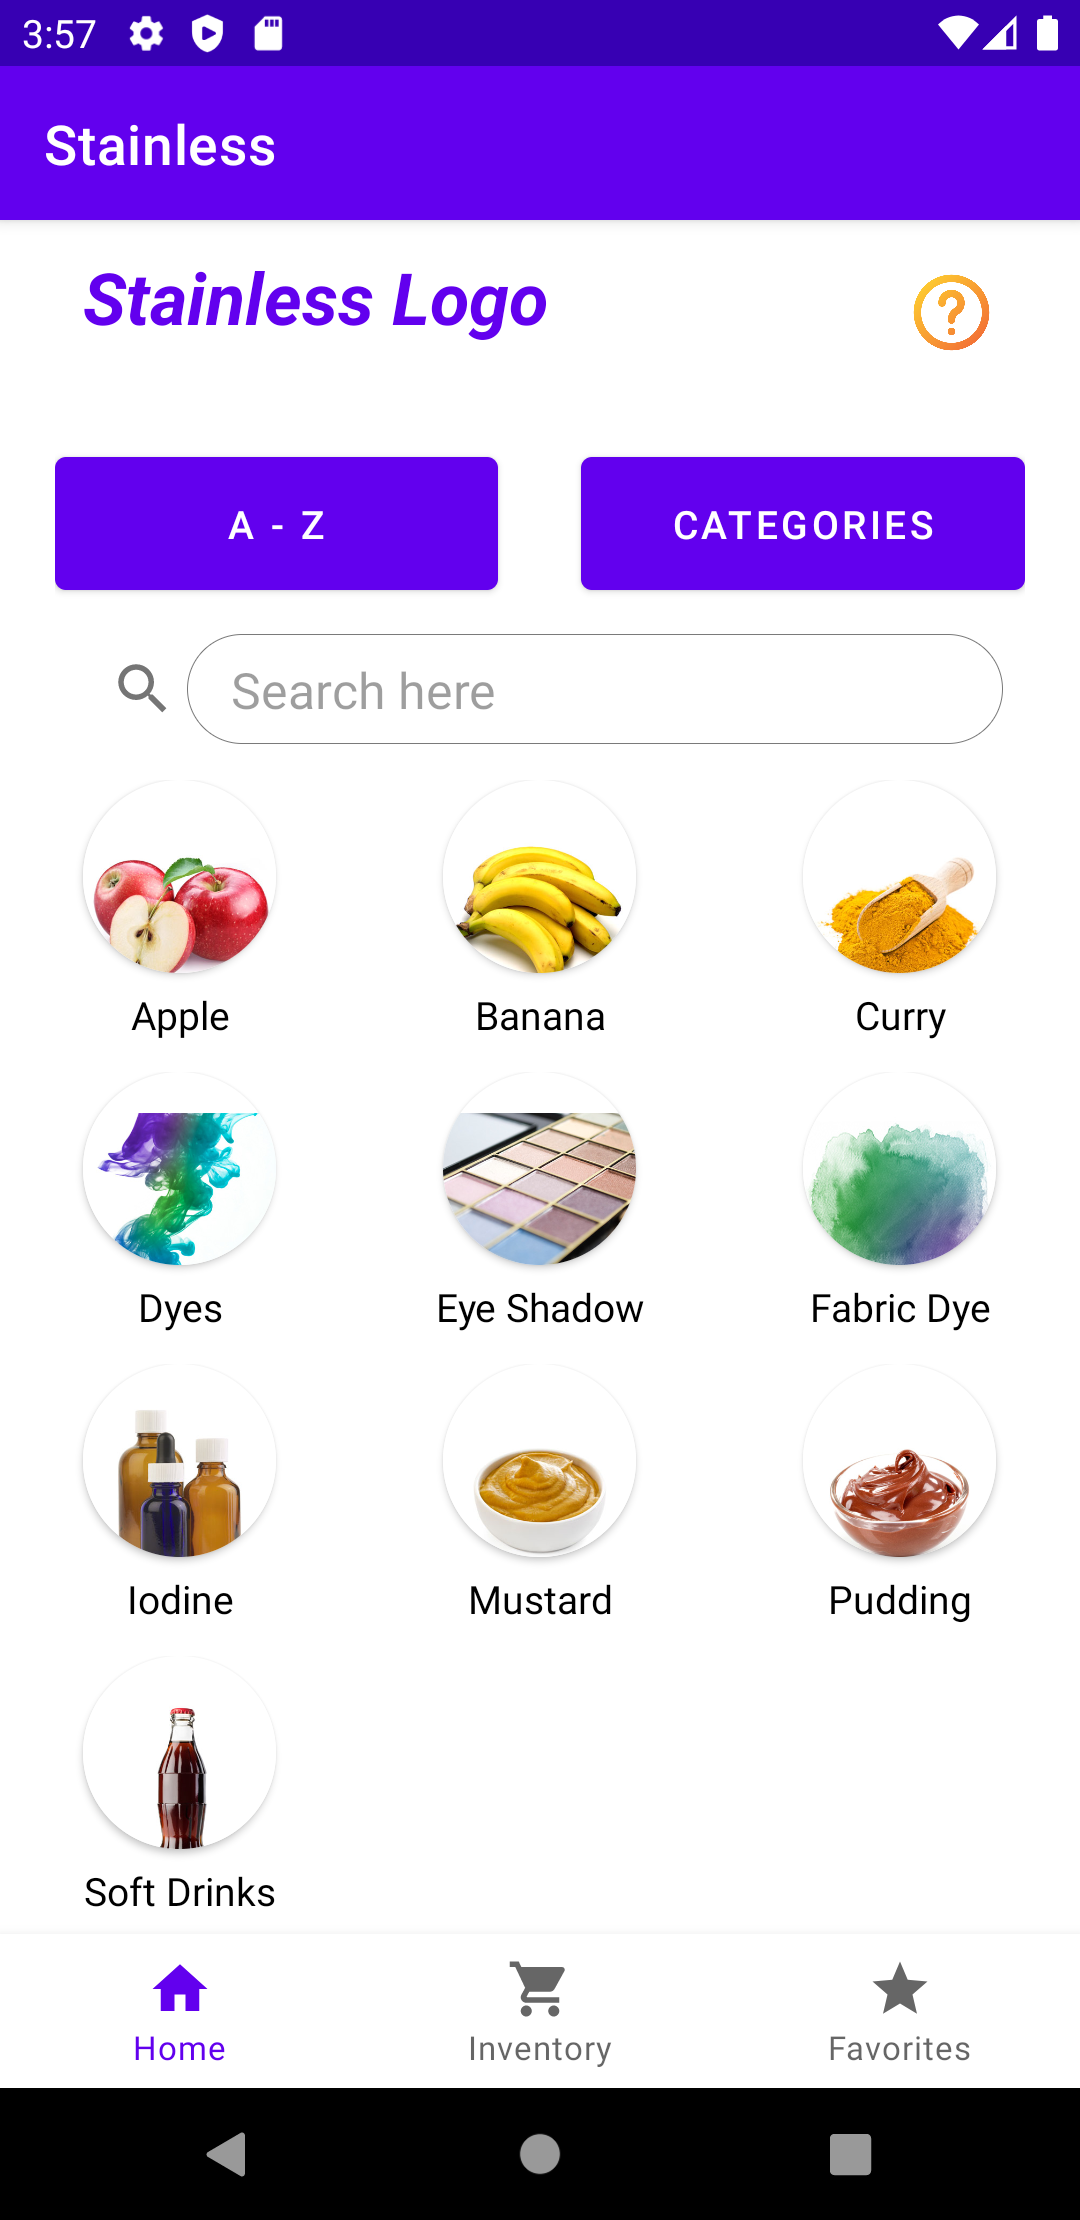 3:57
Stainless
Stainless Logo
A - Z
CATEGORIES
Search here
Apple
Banana
Curry
Dyes
Eye Shadow
Fabric Dye
Iodine
Mustard
Pudding
Soft Drinks
Home
Inventory
Favorites